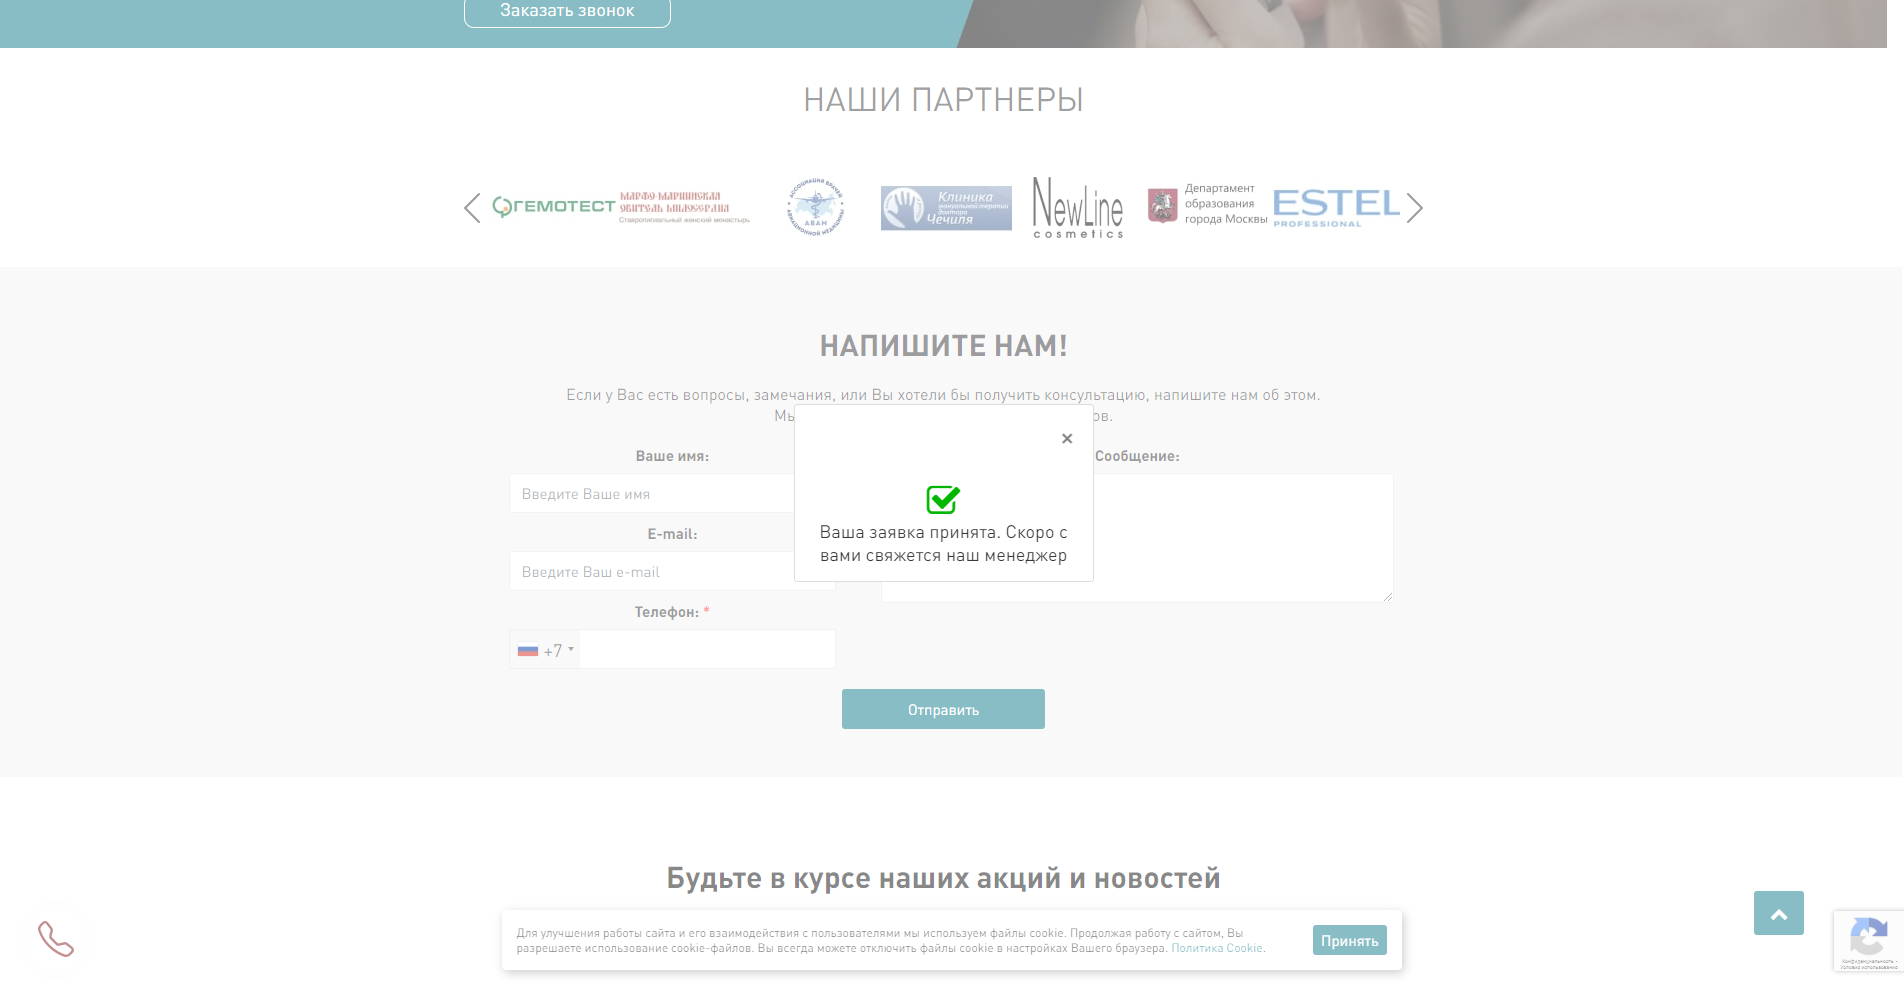 Заказать звонок
НАШИ ПАРТНЕРЫ
ГЕМОТЕСТ
МАРФО-МАРИИНСКАЯ
ОБИТЕЛЬ МИЛОСЕРДИЯ
Ставропигиальный женский монастырь
АССОЦИАЦИЯ ВРАЧЕЙ
АВИАЦИОННОЙ МЕДИЦИНЫ
АВАМ
Клиника
мануальной терапии
доктора
Чечиля
NewLine
cosmetics
Департамент
образования
города Москвы
ESTEL
PROFESSIONAL
НАПИШИТЕ НАМ!
Если у Вас есть вопросы, замечания, или Вы хотели бы получить консультацию, напишите нам об этом.
Мы
ов.
Ваше имя:
Введите Ваше имя
E-mail:
Введите Ваш e-mail
Телефон: *
+7
Сообщение:
×
Ваша заявка принята. Скоро с
вами свяжется наш менеджер
Отправить
Будьте в курсе наших акций и новостей
Для улучшения работы сайта и его взаимодействия с пользователями мы используем файлы cookie. Продолжая работу с сайтом, Вы
разрешаете использование cookie-файлов. Вы всегда можете отключить файлы cookie в настройках Вашего браузера. Политика Cookie.
Принять
Конфиденциальность -
Условия использования